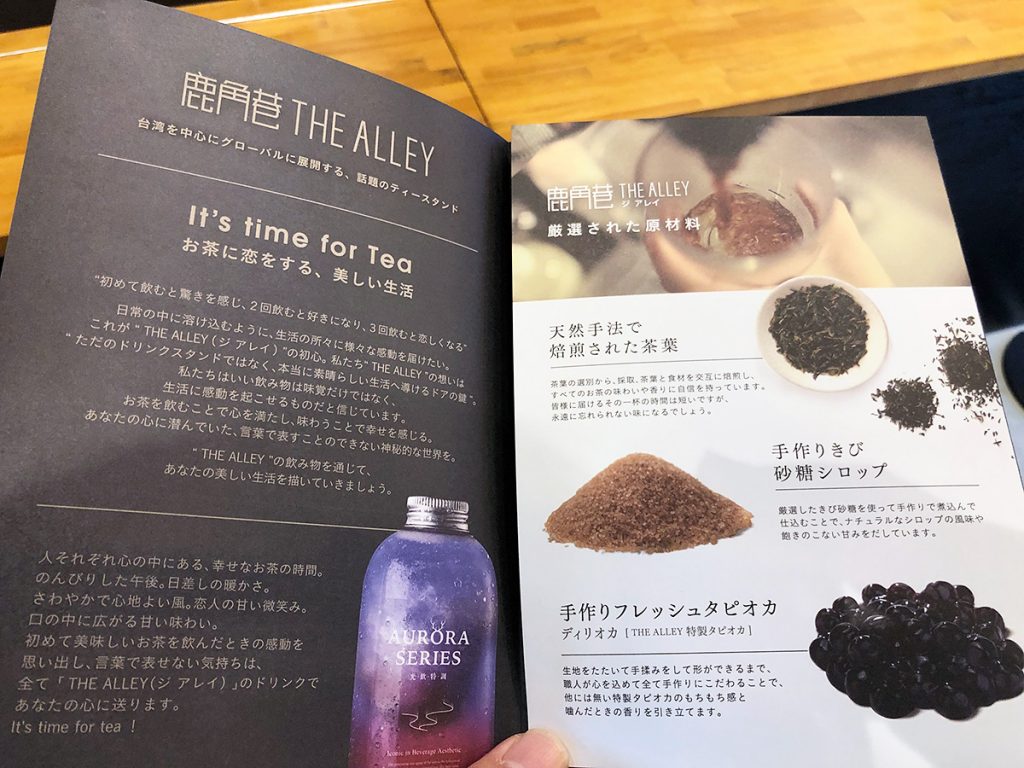 鹿角巷 THE ALLEY
台湾を中心にグローバルに展開する、話題のティースタンド
It's time for Tea
お茶に恋をする、美しい生活
"初めて飲むと驚きを感じ、2回飲むと好きになり、3回飲むと恋しくなる"
日常の中に溶け込むように、生活の所々に様々な感動を届けたい。
これが " THE ALLEY(ジ アレイ) "の初心。私たち" THE ALLEY "の想いは
" ただのドリンクスタンドではなく、本当に素晴らしい生活へ導けるドアの鍵"。
私たちはいい飲み物は味覚だけではなく、
生活に感動を起こせるものだと信じています。
お茶を飲むことで心を満たし、味わうことで幸せを感じる。
あなたの心に潜んでいた、言葉で表すことのできない神秘的な世界を。
" THE ALLEY "の飲み物を通じて、
あなたの美しい生活を描いていきましょう。
人それぞれ心の中にある、幸せなお茶の時間。
のんびりした午後。日差しの暖かさ。
さわやかで心地よい風。恋人の甘い微笑み。
口の中に広がる甘い味わい。
初めて美味しいお茶を飲んだときの感動を
思い出し、言葉で表せない気持ちは、
全て「 THE ALLEY(ジ アレイ) 」のドリンクで
あなたの心に送ります。
It's time for tea !
AURORA
SERIES
Iconic in Beverage Aesthetic
鹿角巷 THE ALLEY
ジ アレイ
厳選された原材料
天然手法で
焙煎された茶葉
茶葉の選別から、採取、茶葉と食材を交互に焙煎し、
すべてのお茶の味わいや香りに自信を持っています。
皆様に届けるその一杯の時間は短いですが、
永遠に忘れられない味になるでしょう。
手作りきび
砂糖シロップ
厳選したきび砂糖を使って手作りで煮込んで
仕込むことで、ナチュラルなシロップの風味や
飽きのこない甘みをだしています。
手作りフレッシュタピオカ
ディリオカ [ THE ALLEY 特製タピオカ ]
生地をたたいて手揉みをして形ができるまで、
職人が心を込めて全て手作りにこだわることで、
他には無い特製タピオカのもちもち感と
噛んだときの香りを引き立てます。